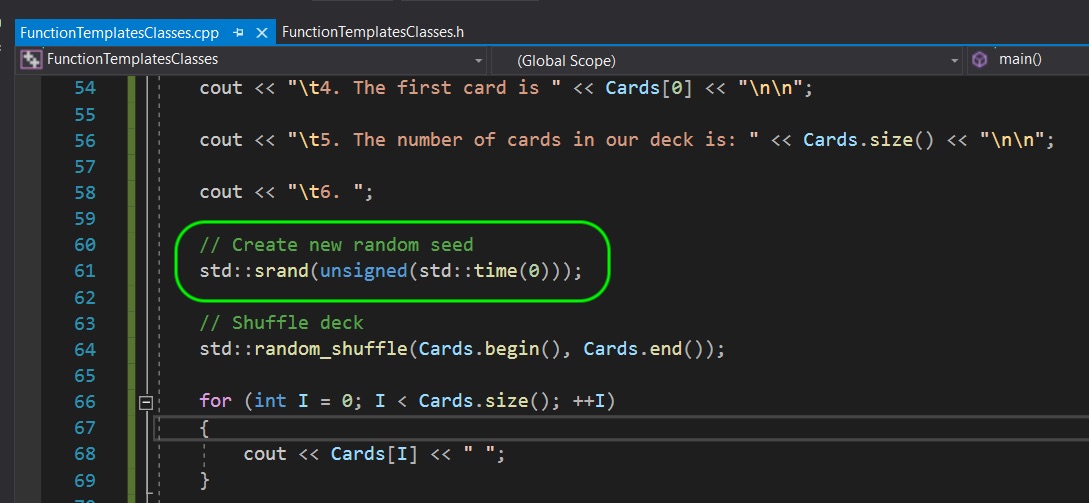 FunctionTemplatesClasses.cpp FunctionTemplatesClasses.h
FunctionTemplatesClasses (Global Scope) main()
54 cout << "\t4. The first card is " << Cards[0] << "\n\n";
55
56 cout << "\t5. The number of cards in our deck is: " << Cards.size() << "\n\n";
57
58 cout << "\t6. ";
59
60 // Create new random seed
61 std::srand(unsigned(std::time(0)));
62
63 // Shuffle deck
64 std::random_shuffle(Cards.begin(), Cards.end());
65
66 for (int I = 0; I < Cards.size(); ++I)
67 {
68 cout << Cards[I] << " ";
69 }